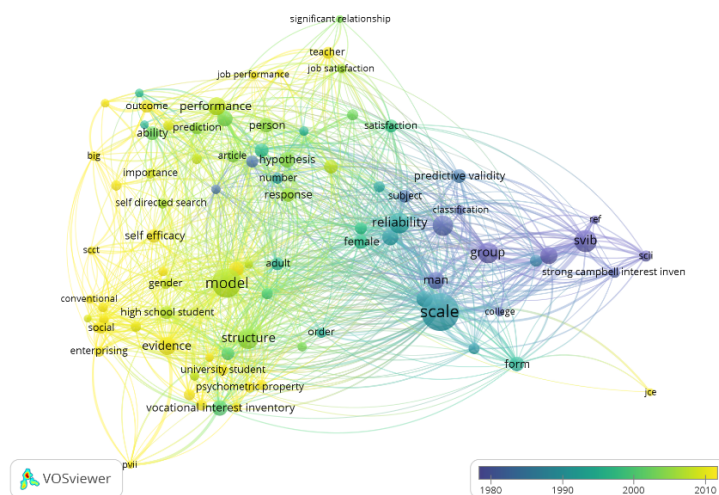 significant relationship
teacher
job performance
job satisfaction
outcome
performance
ability
prediction
person
satisfaction
big
article
hypothesis
importance
number
predictive validity
self directed search
response
subject
classification
reliability
ref
self efficacy
female
group
svib
scct
adult
scii
strong campbell interest inven
gender
model
man
conventional
high school student
scale
college
social
order
enterprising
evidence
structure
form
university student
psychometric property
jce
vocational interest inventory
pvii
VOSviewer
1980
1990
2000
2010